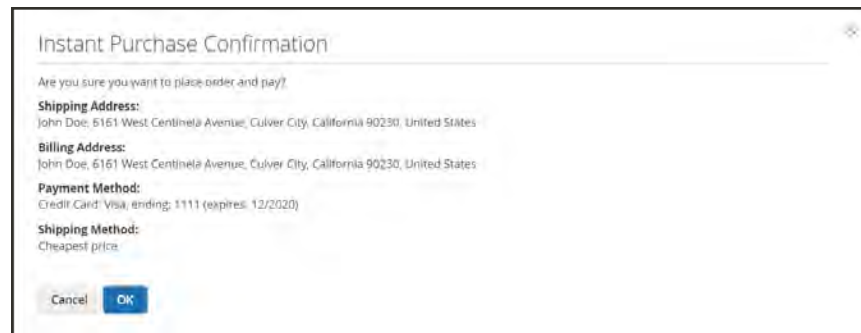 Instant Purchase Confirmation
Are you sure you want to place order and pay?
Shipping Address:
John Doe, 6161 West Centinela Avenue, Culver City, California 90230, United States
Billing Address:
John Doe, 6161 West Centinela Avenue, Culver City, California 90230, United States
Payment Method:
Credit Card: Visa, ending: 1111 (expires: 12/2020)
Shipping Method:
Cheapest price
Cancel OK